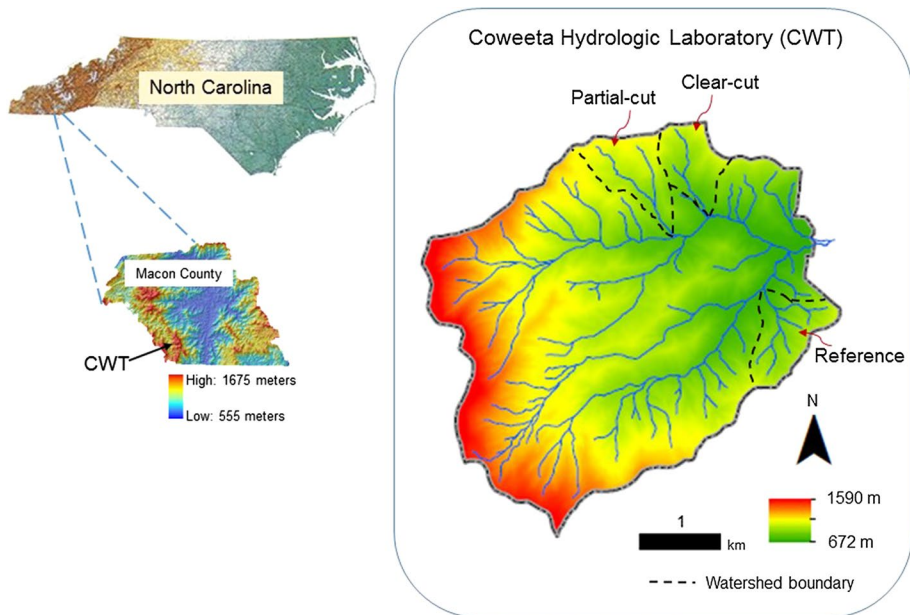 North Carolina
Macon County
CWT
High: 1675 meters
Low: 555 meters
Coweeta Hydrologic Laboratory (CWT)
Partial-cut
Clear-cut
Reference
N
1
km
1590 m
672 m
Watershed boundary